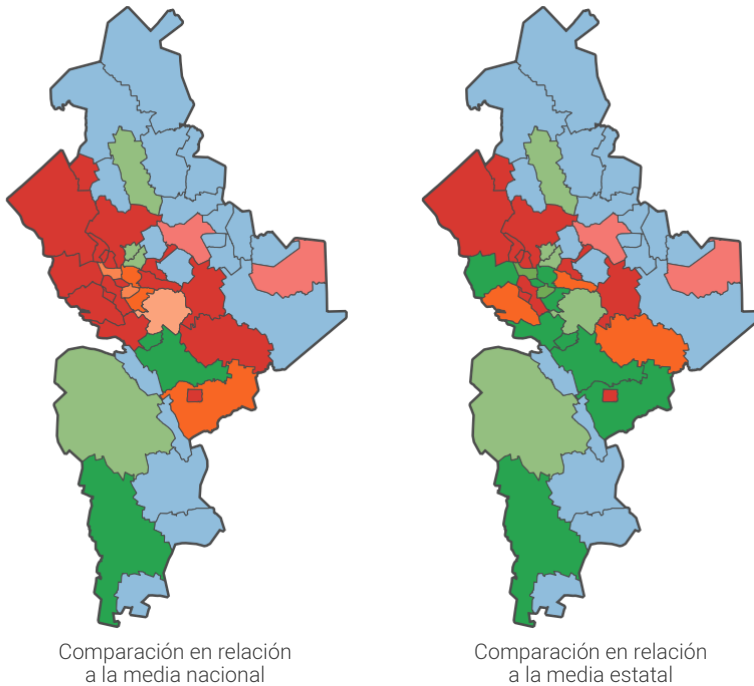 Comparación en relación
a la media nacional
Comparación en relación
a la media estatal